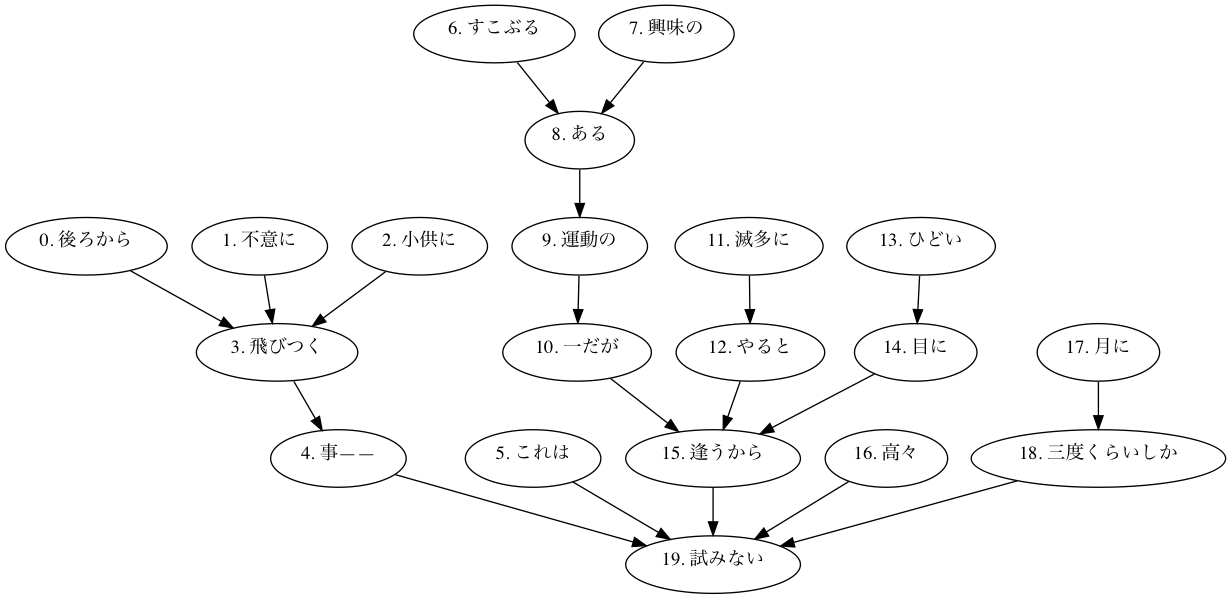 6. すこぶる
7. 興味の
8. ある
0. 後ろから
1. 不意に
2. 小供に
9. 運動の
11. 滅多に
13. ひどい
3. 飛びつく
10. 一だが
12. やると
14. 目に
17. 月に
4. 事――
5. これは
15. 逢うから
16. 高々
18. 三度くらいしか
19. 試みない